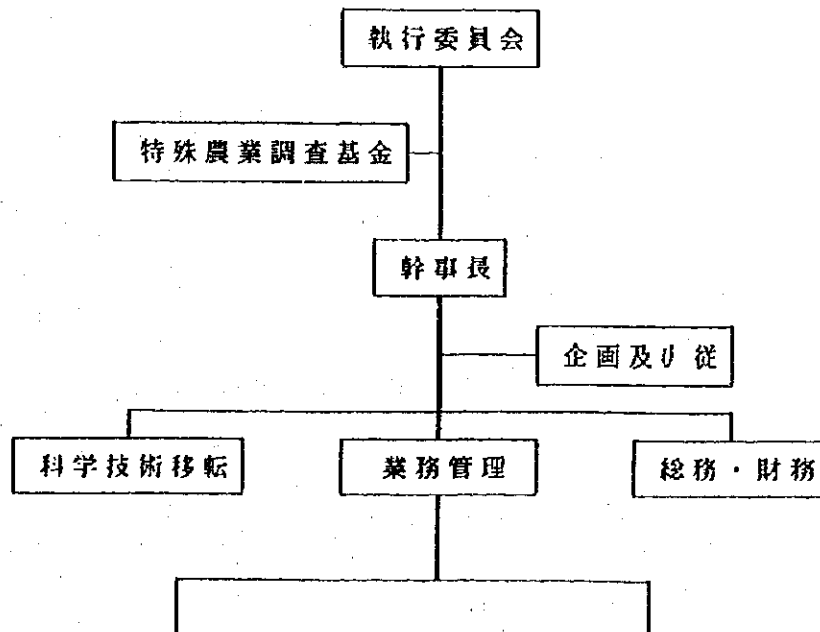 執行委員会
特殊農業調査基金
幹事長
企画及び従
科学技術移転
業務管理
総務・財務